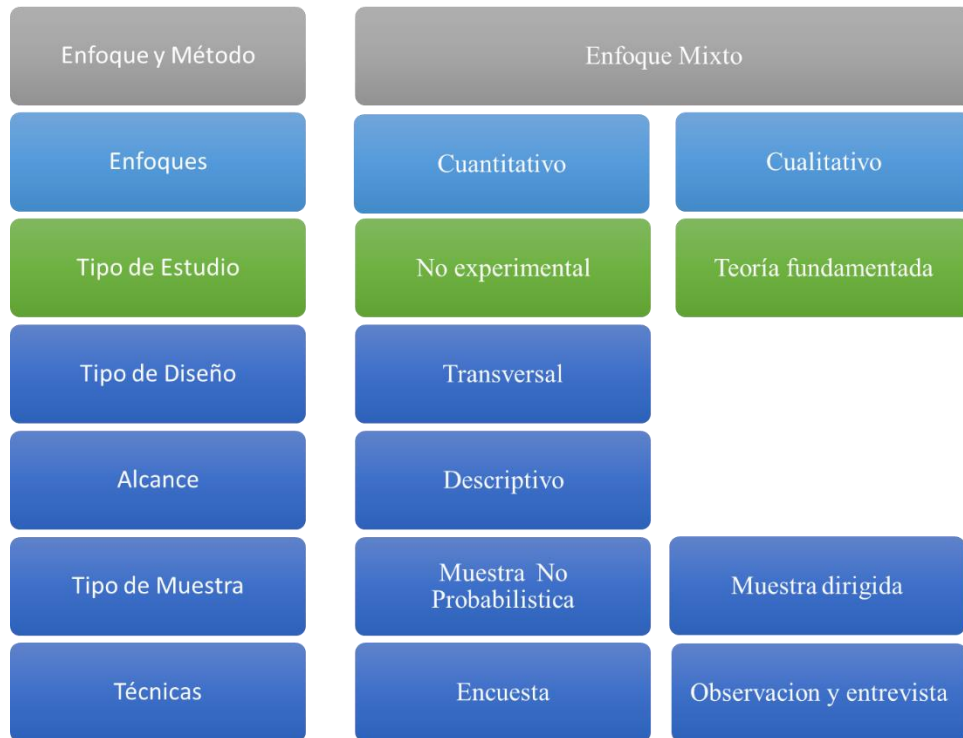 Enfoque y Método
Enfoque Mixto
Enfoques
Cuantitativo
Cualitativo
Tipo de Estudio
No experimental
Teoría fundamentada
Tipo de Diseño
Transversal
Alcance
Descriptivo
Tipo de Muestra
Muestra No
Probabilistica
Muestra dirigida
Técnicas
Encuesta
Observacion y entrevista